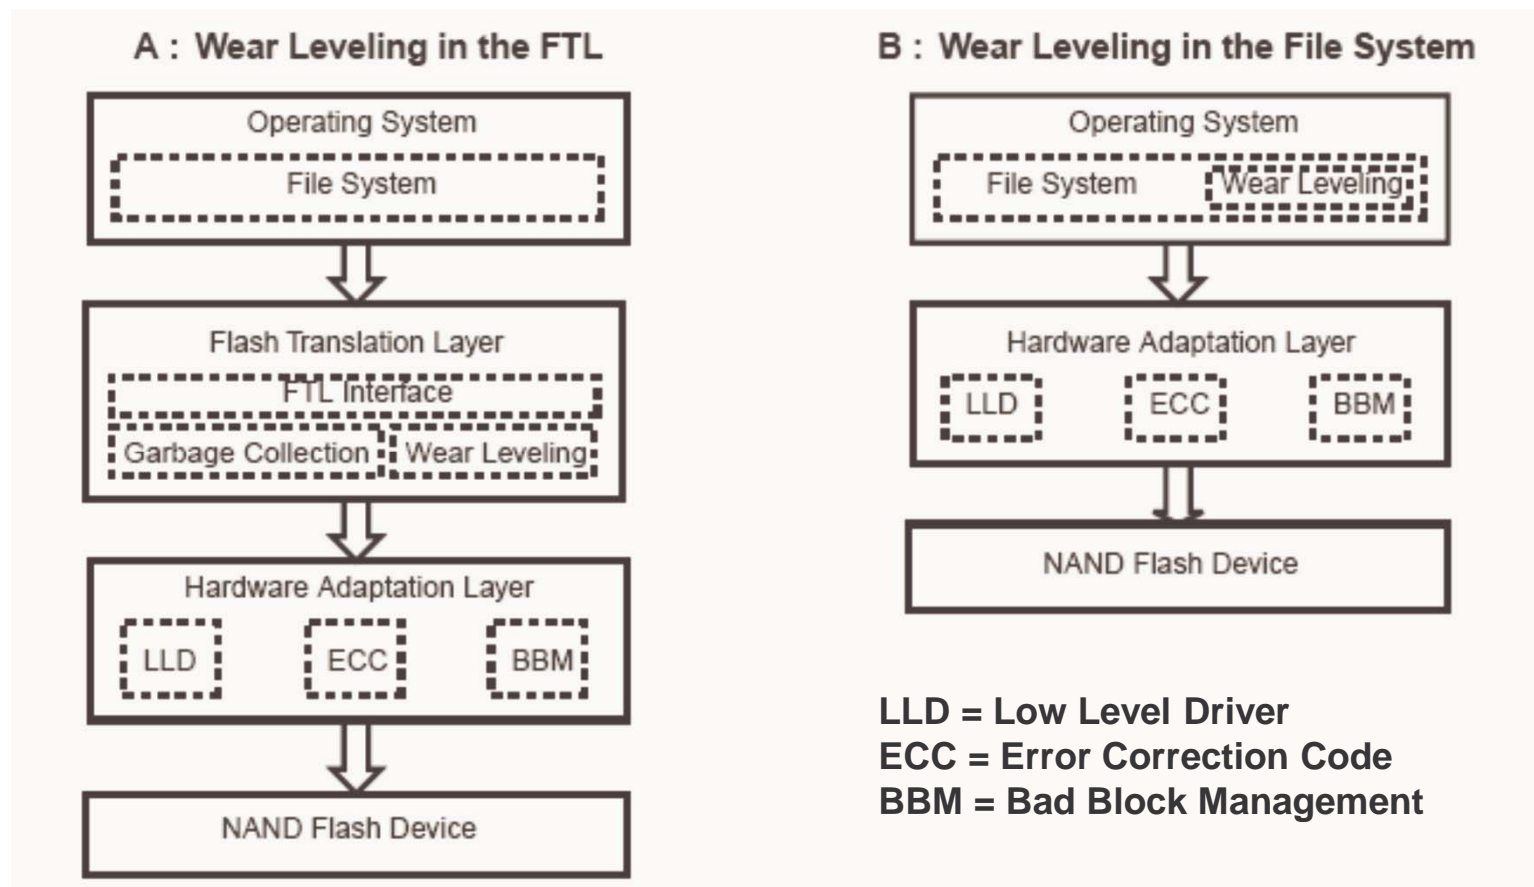 A : Wear Leveling in the FTL
Operating System
File System
Flash Translation Layer
FTL Interface
Garbage Collection
Wear Leveling
Hardware Adaptation Layer
LLD
ECC
BBM
NAND Flash Device
B : Wear Leveling in the File System
Operating System
File System
Wear Leveling
Hardware Adaptation Layer
LLD
ECC
BBM
NAND Flash Device
LLD = Low Level Driver
ECC = Error Correction Code
BBM = Bad Block Management